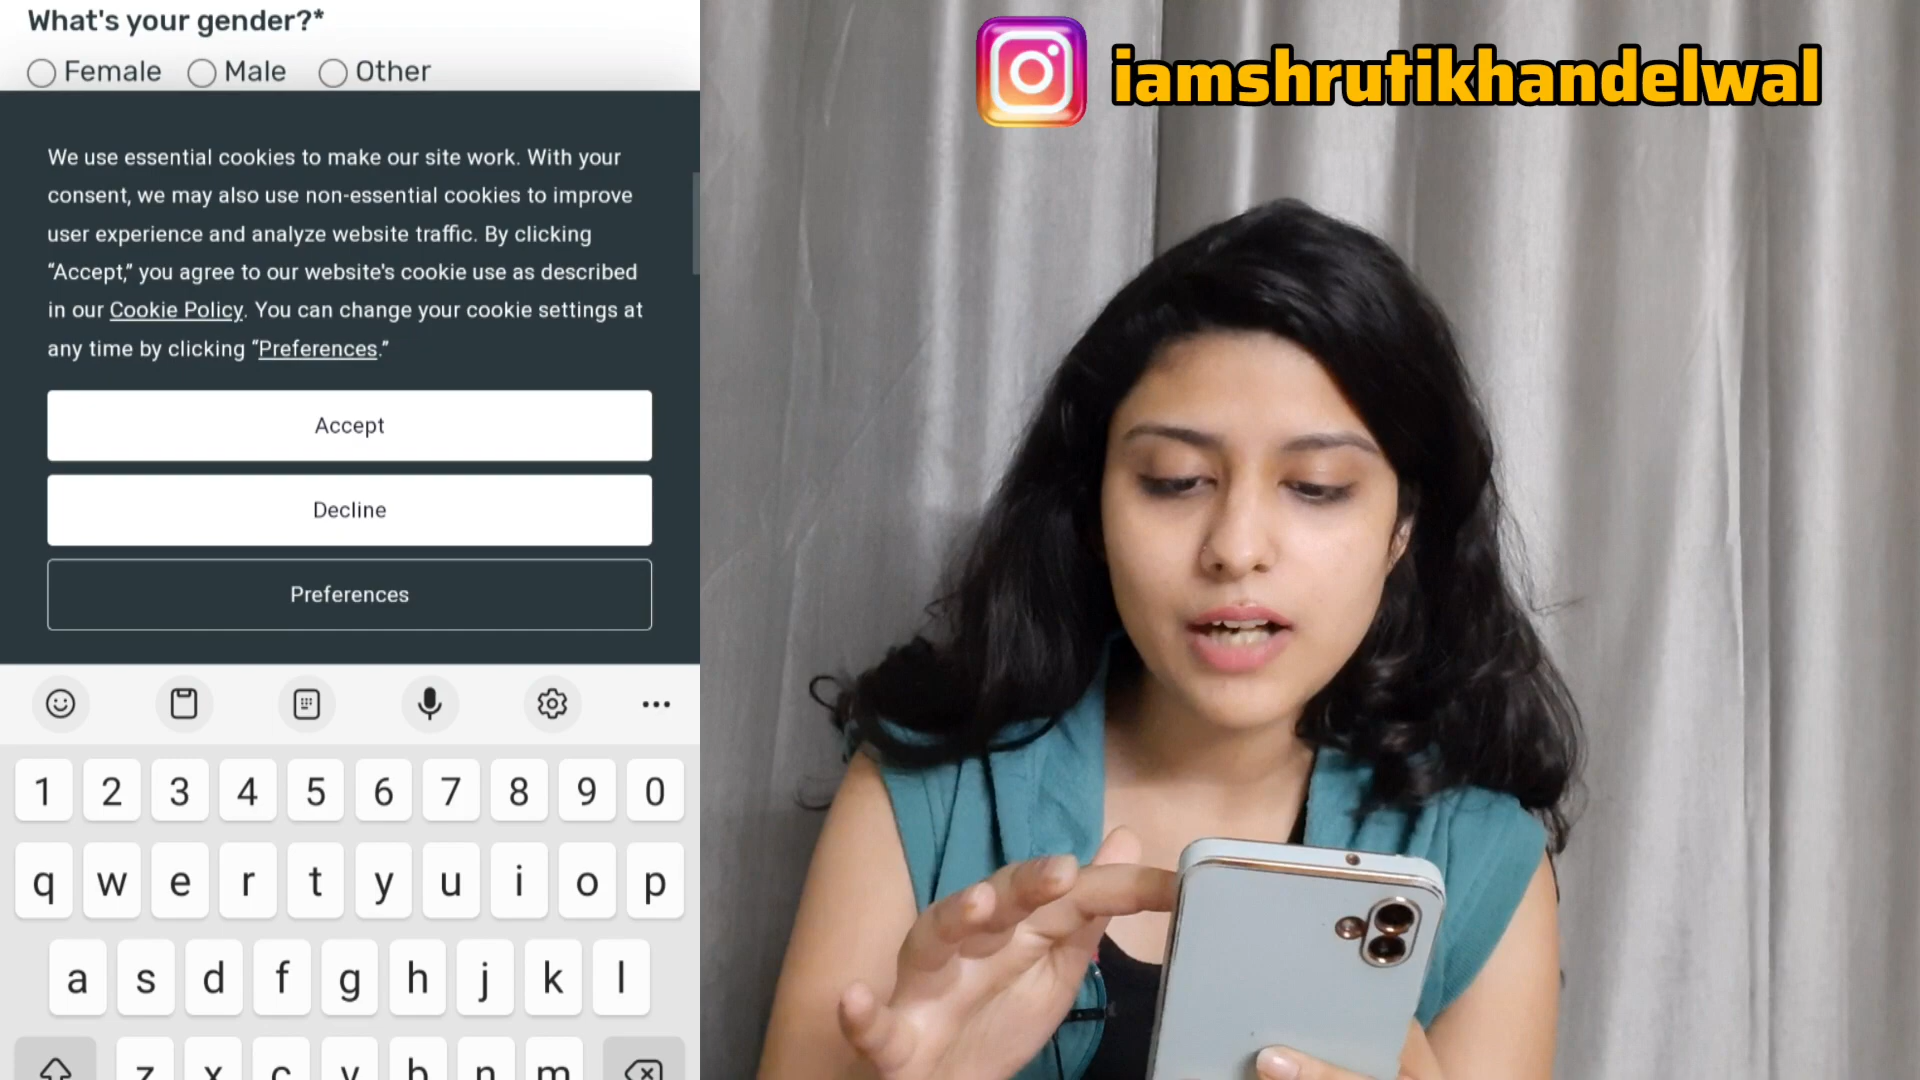 What's your gender?*
Female Male Other
We use essential cookies to make our site work. With your
consent, we may also use non-essential cookies to improve
user experience and analyze website traffic. By clicking
“Accept,” you agree to our website's cookie use as described
in our Cookie Policy. You can change your cookie settings at
any time by clicking “Preferences.”
Accept
Decline
Preferences
1 2 3 4 5 6 7 8 9 0
q w e r t y u i o p
a s d f g h j k l
z x c v b n m
iamshrutikhandelwal